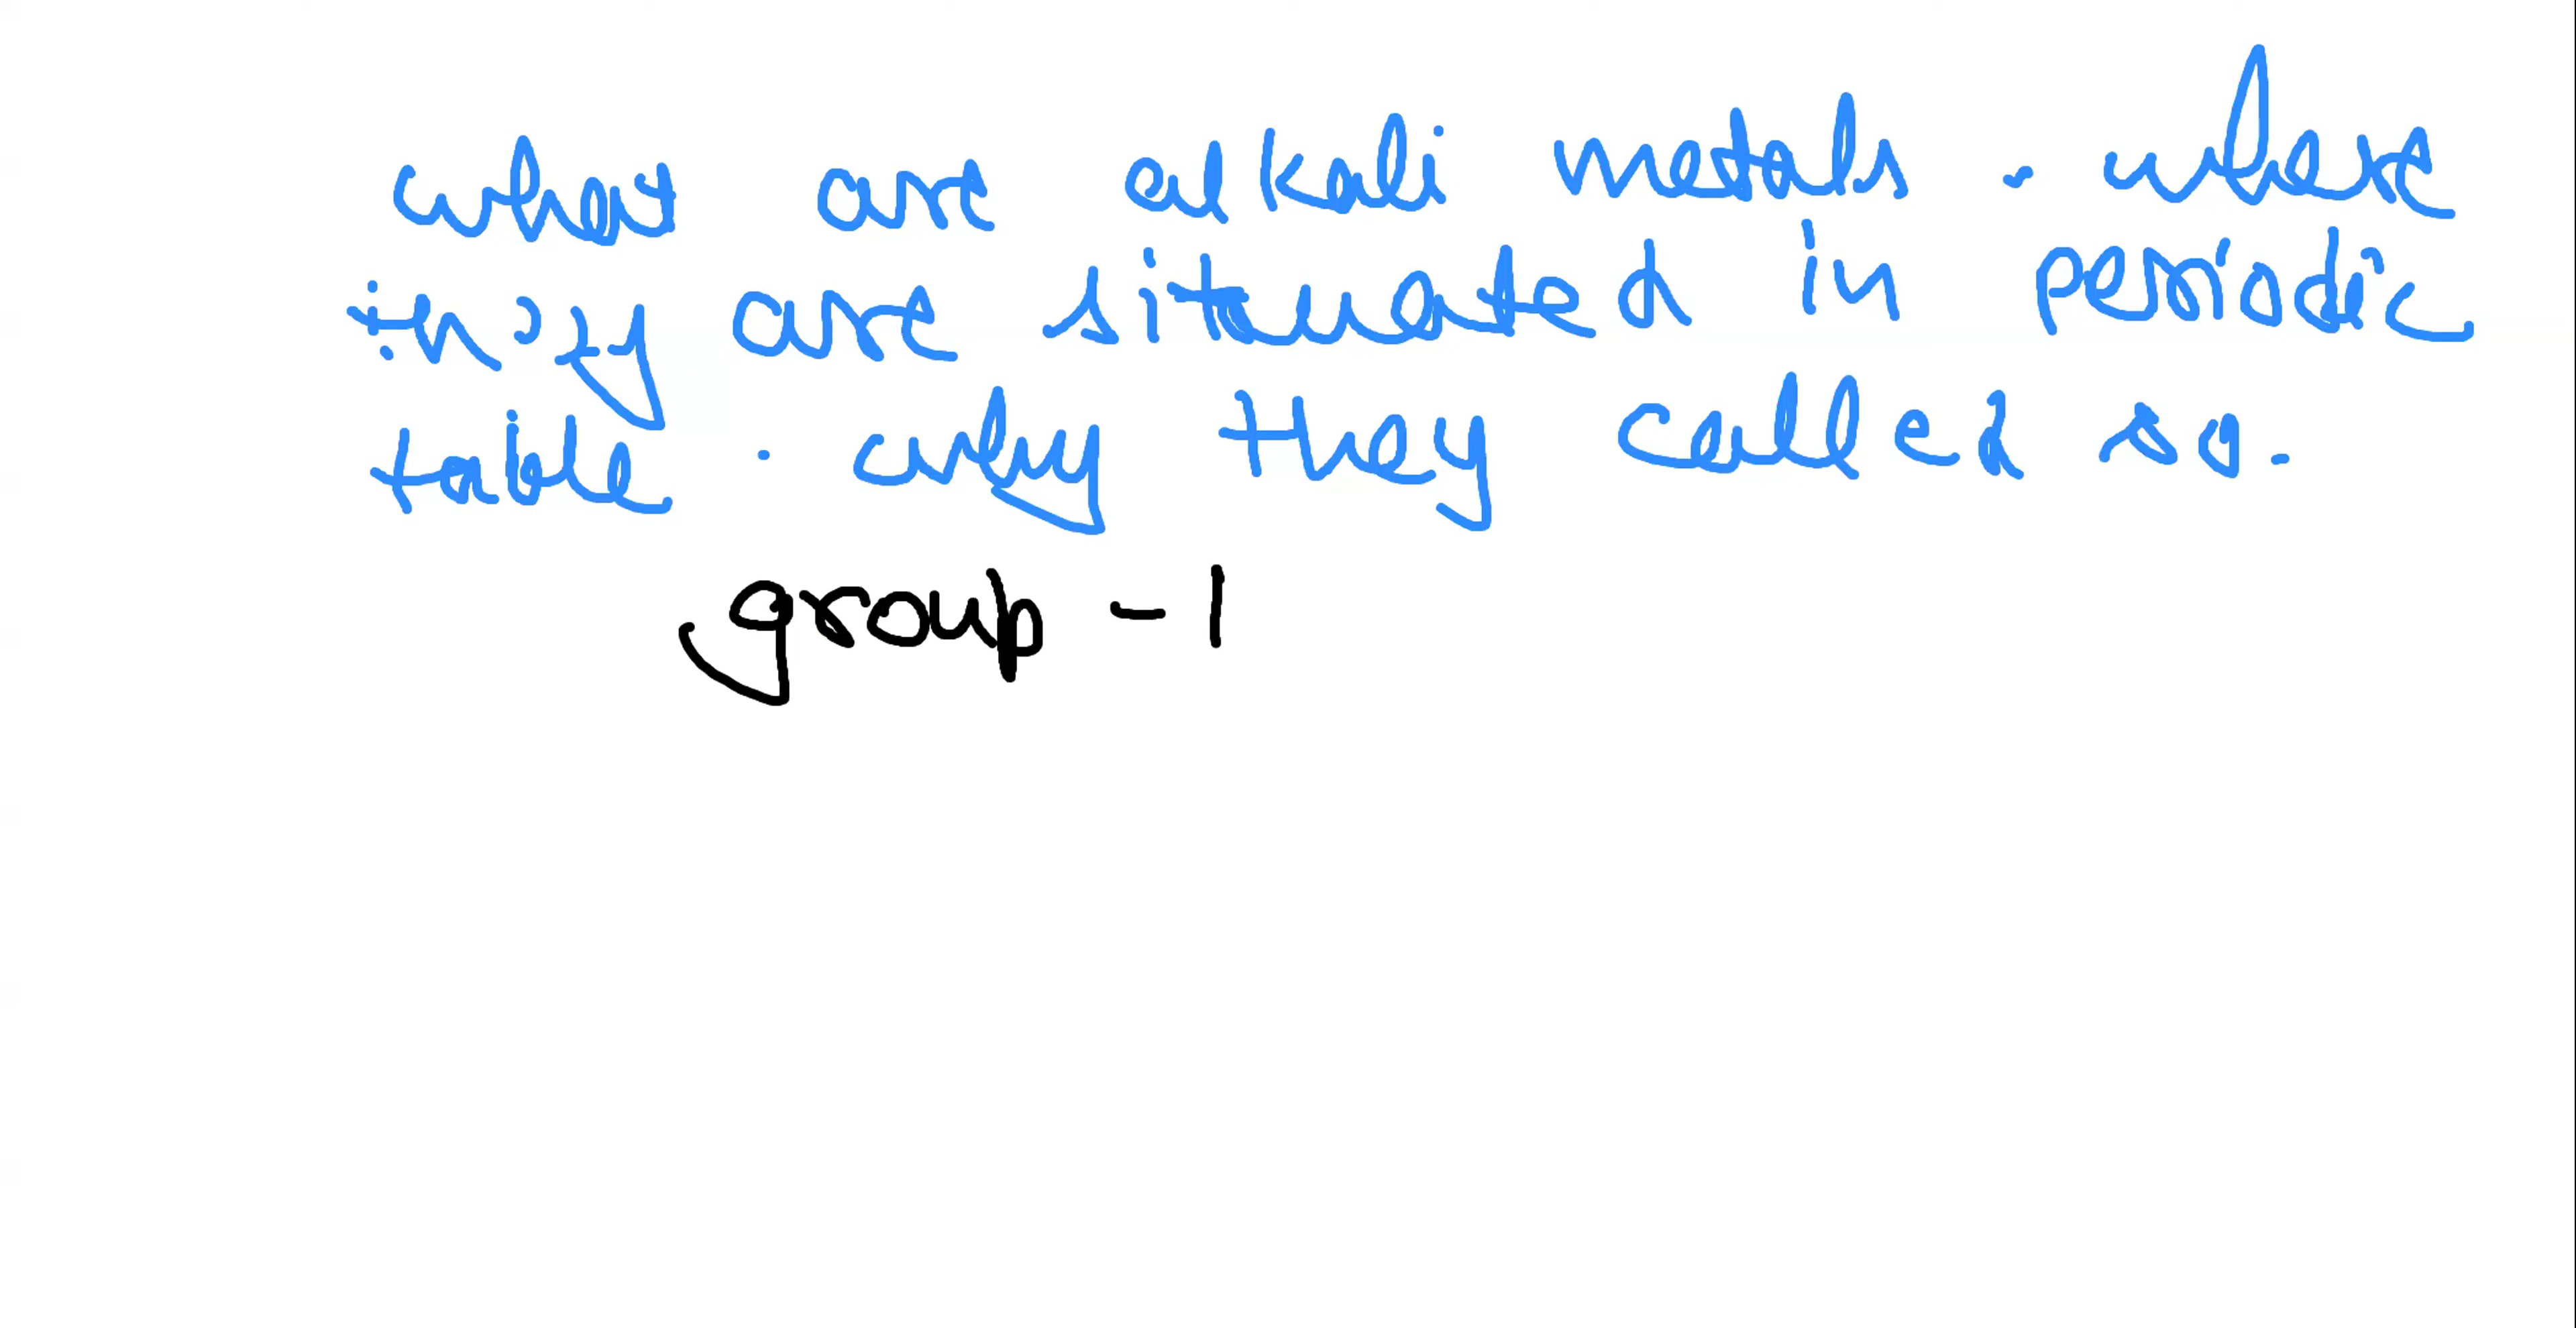 what are alkali metals. where
they are situated in periodic
table. why they called so.
group - 1